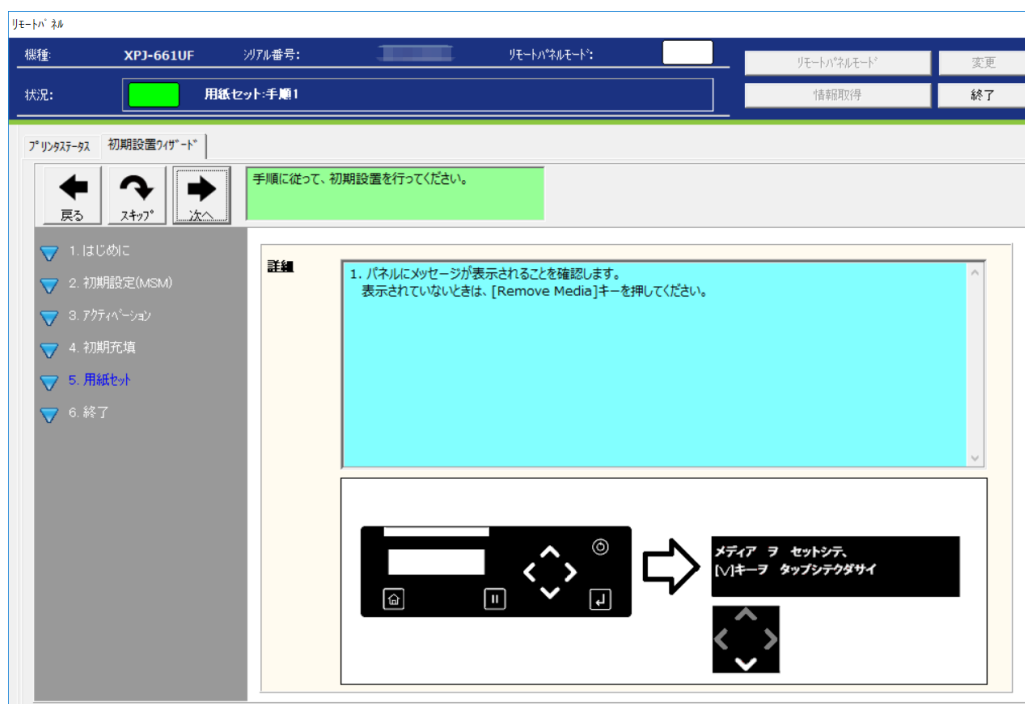 リモートパネル
機種: XPJ-661UF シリアル番号: リモートパネルモード: リモートパネルモード 変更
状況: 用紙セット:手順1 情報取得 終了
プリンタステータス 初期設置ウィザード
戻る スキップ 次へ
手順に従って、初期設置を行ってください。
1. はじめに
2. 初期設定(MSM)
3. アクティベーション
4. 初期充填
5. 用紙セット
6. 終了
詳細
1. パネルにメッセージが表示されることを確認します。
表示されていないときは、[Remove Media]キーを押してください。
メディア ヲ セットシテ、
[∨]キーヲ タップシテクダサイ